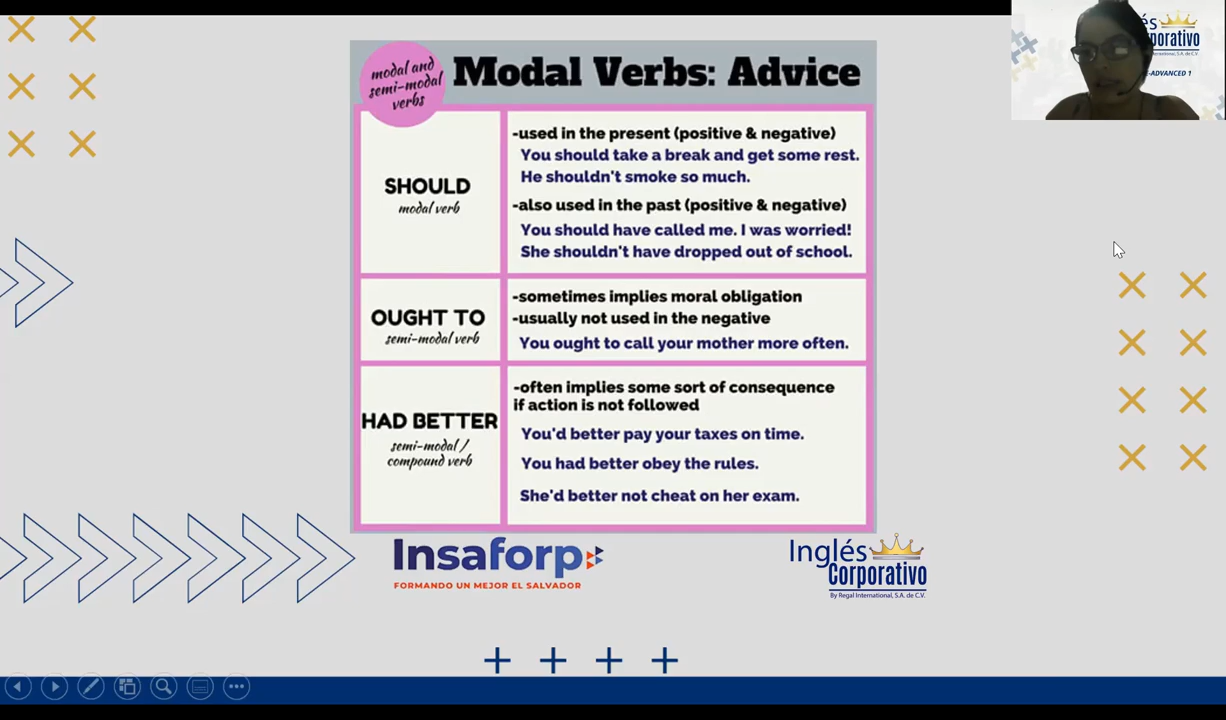 modal and
semi-modal
verbs
Modal Verbs: Advice
SHOULD
modal verb
-used in the present (positive & negative)
You should take a break and get some rest.
He shouldn't smoke so much.
-also used in the past (positive & negative)
You should have called me. I was worried!
She shouldn't have dropped out of school.
OUGHT TO
semi-modal verb
-sometimes implies moral obligation
-usually not used in the negative
You ought to call your mother more often.
HAD BETTER
semi-modal /
compound verb
-often implies some sort of consequence
if action is not followed
You'd better pay your taxes on time.
You had better obey the rules.
She'd better not cheat on her exam.
Insaforp
FORMANDO UN MEJOR EL SALVADOR
Inglés
Corporativo
By Regal International, S.A. de C.V.